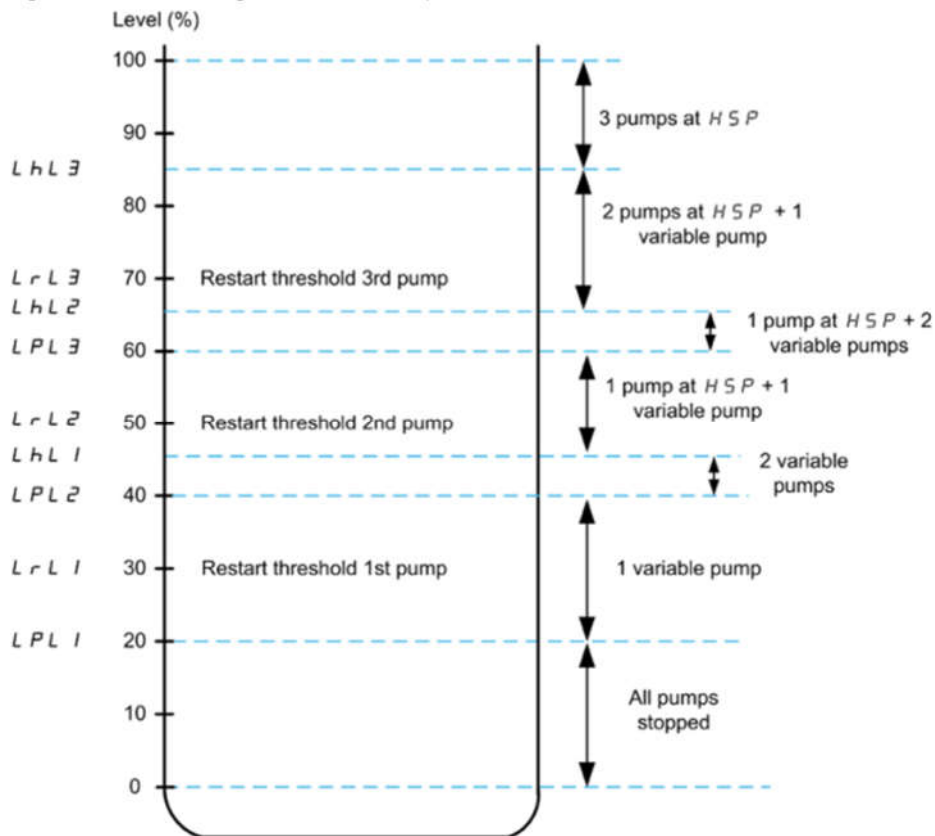 Level (%)
100
3 pumps at HSP
90
LhL3
80
2 pumps at HSP + 1
variable pump
LrL3
70
Restart threshold 3rd pump
LhL2
1 pump at HSP + 2
variable pumps
LPL3
60
1 pump at HSP + 1
variable pump
LrL2
50
Restart threshold 2nd pump
LhL1
2 variable
pumps
LPL2
40
LrL1
30
Restart threshold 1st pump
1 variable pump
LPL1
20
All pumps
stopped
10
0